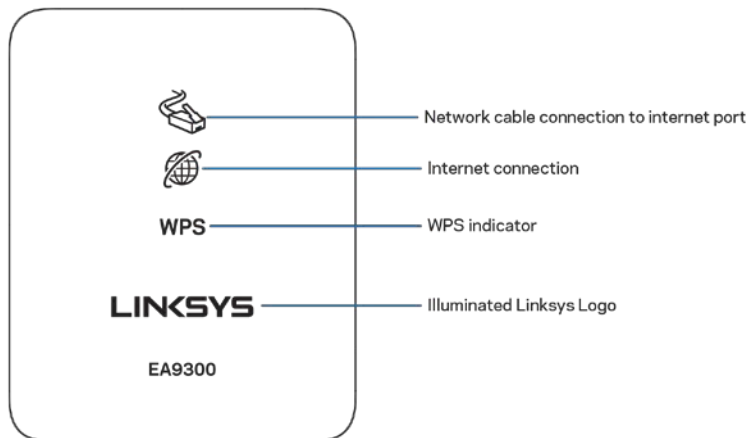 Network cable connection to internet port
Internet connection
WPS WPS indicator
LINKSYS Illuminated Linksys Logo
EA9300